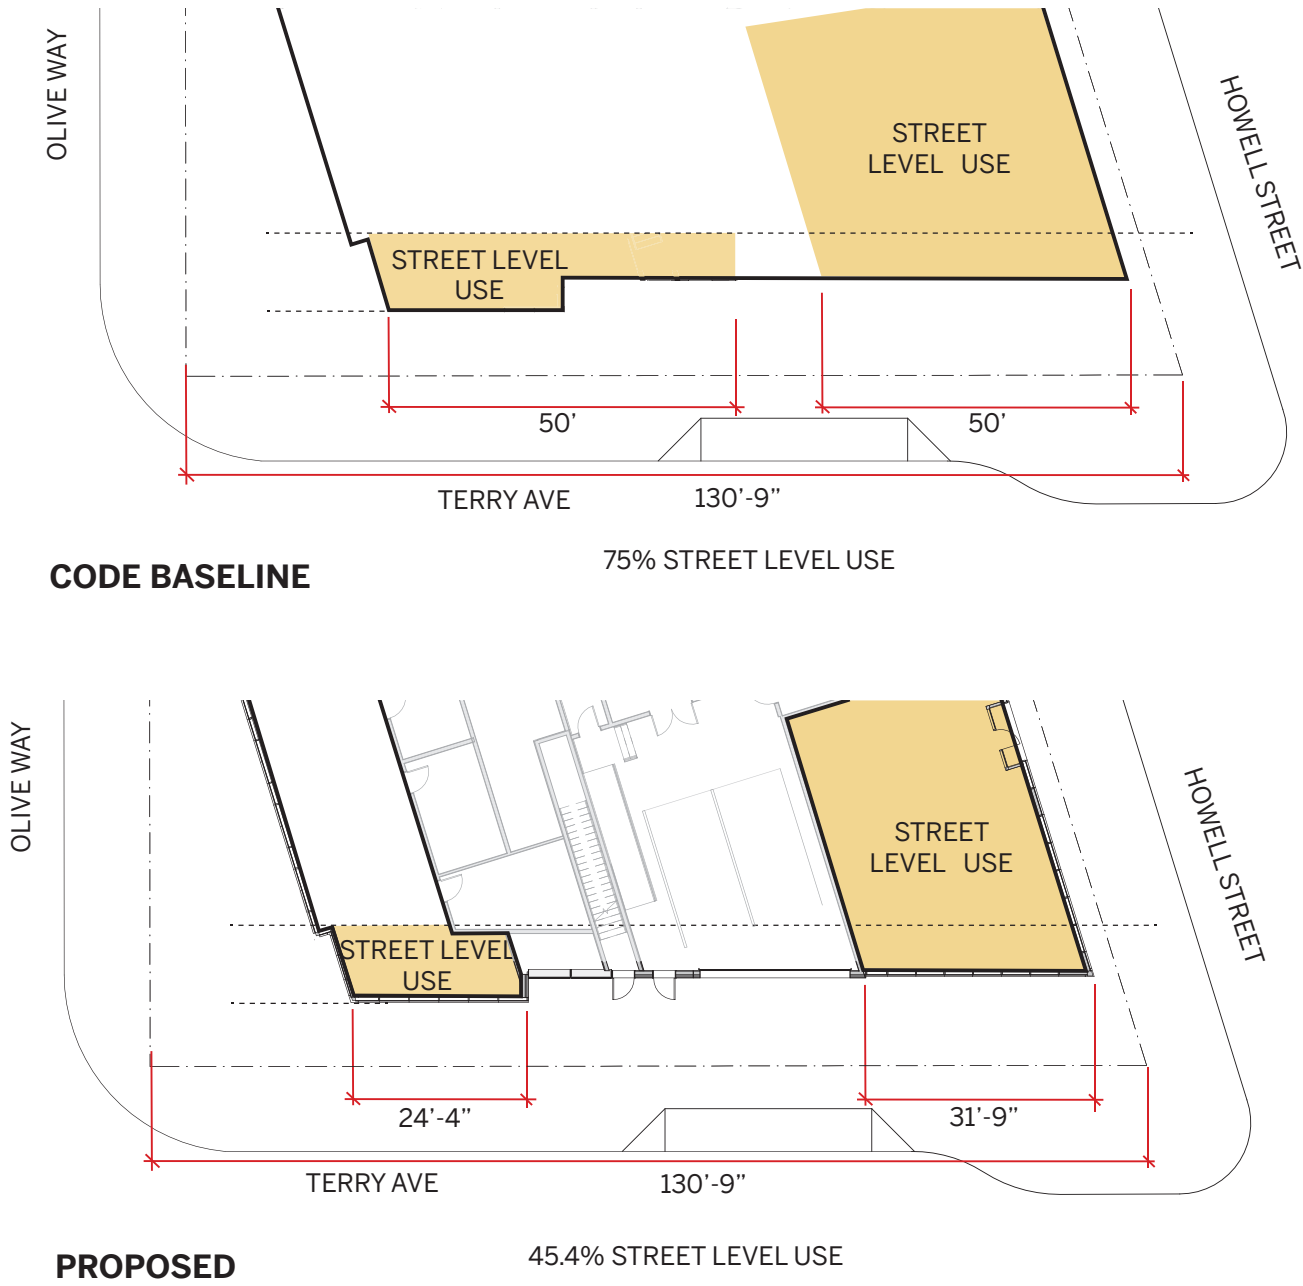 OLIVE WAY
HOWELL STREET
STREET
LEVEL USE
STREET LEVEL
USE
50’
50’
TERRY AVE
130’-9”
75% STREET LEVEL USE
CODE BASELINE
OLIVE WAY
HOWELL STREET
STREET
LEVEL USE
STREET LEVEL
USE
24’-4”
31’-9”
TERRY AVE
130’-9”
45.4% STREET LEVEL USE
PROPOSED